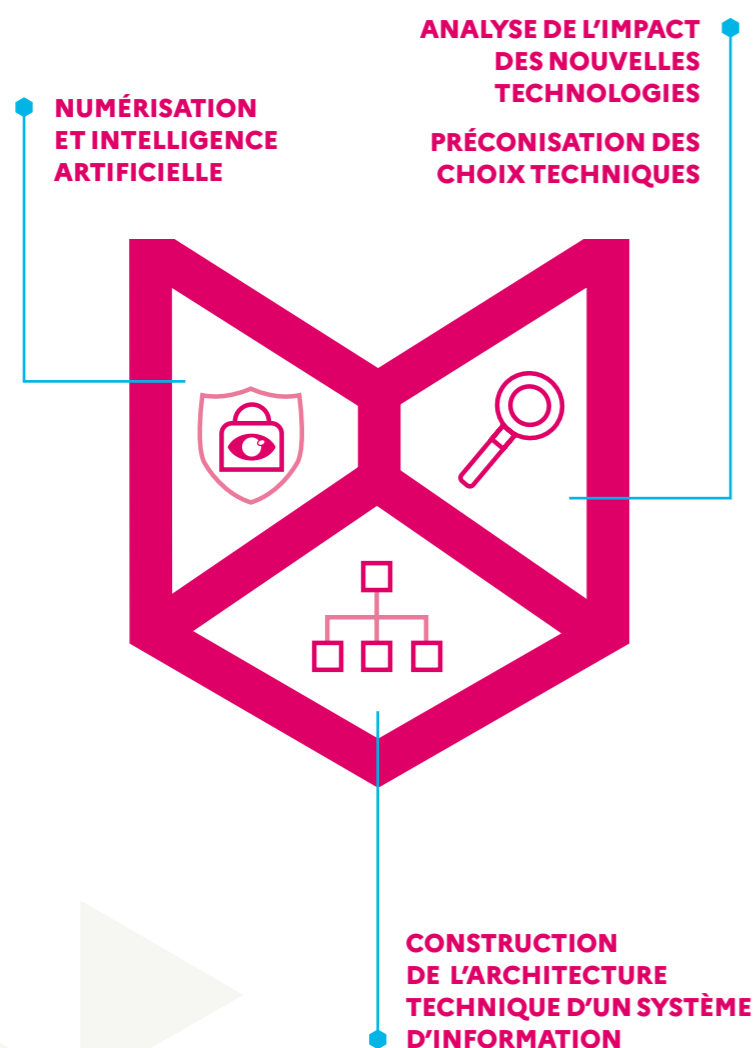 NUMÉRISATION
ET INTELLIGENCE
ARTIFICIELLE
ANALYSE DE L’IMPACT
DES NOUVELLES
TECHNOLOGIES
PRÉCONISATION DES
CHOIX TECHNIQUES
CONSTRUCTION
DE L’ARCHITECTURE
TECHNIQUE D’UN SYSTÈME
D’INFORMATION